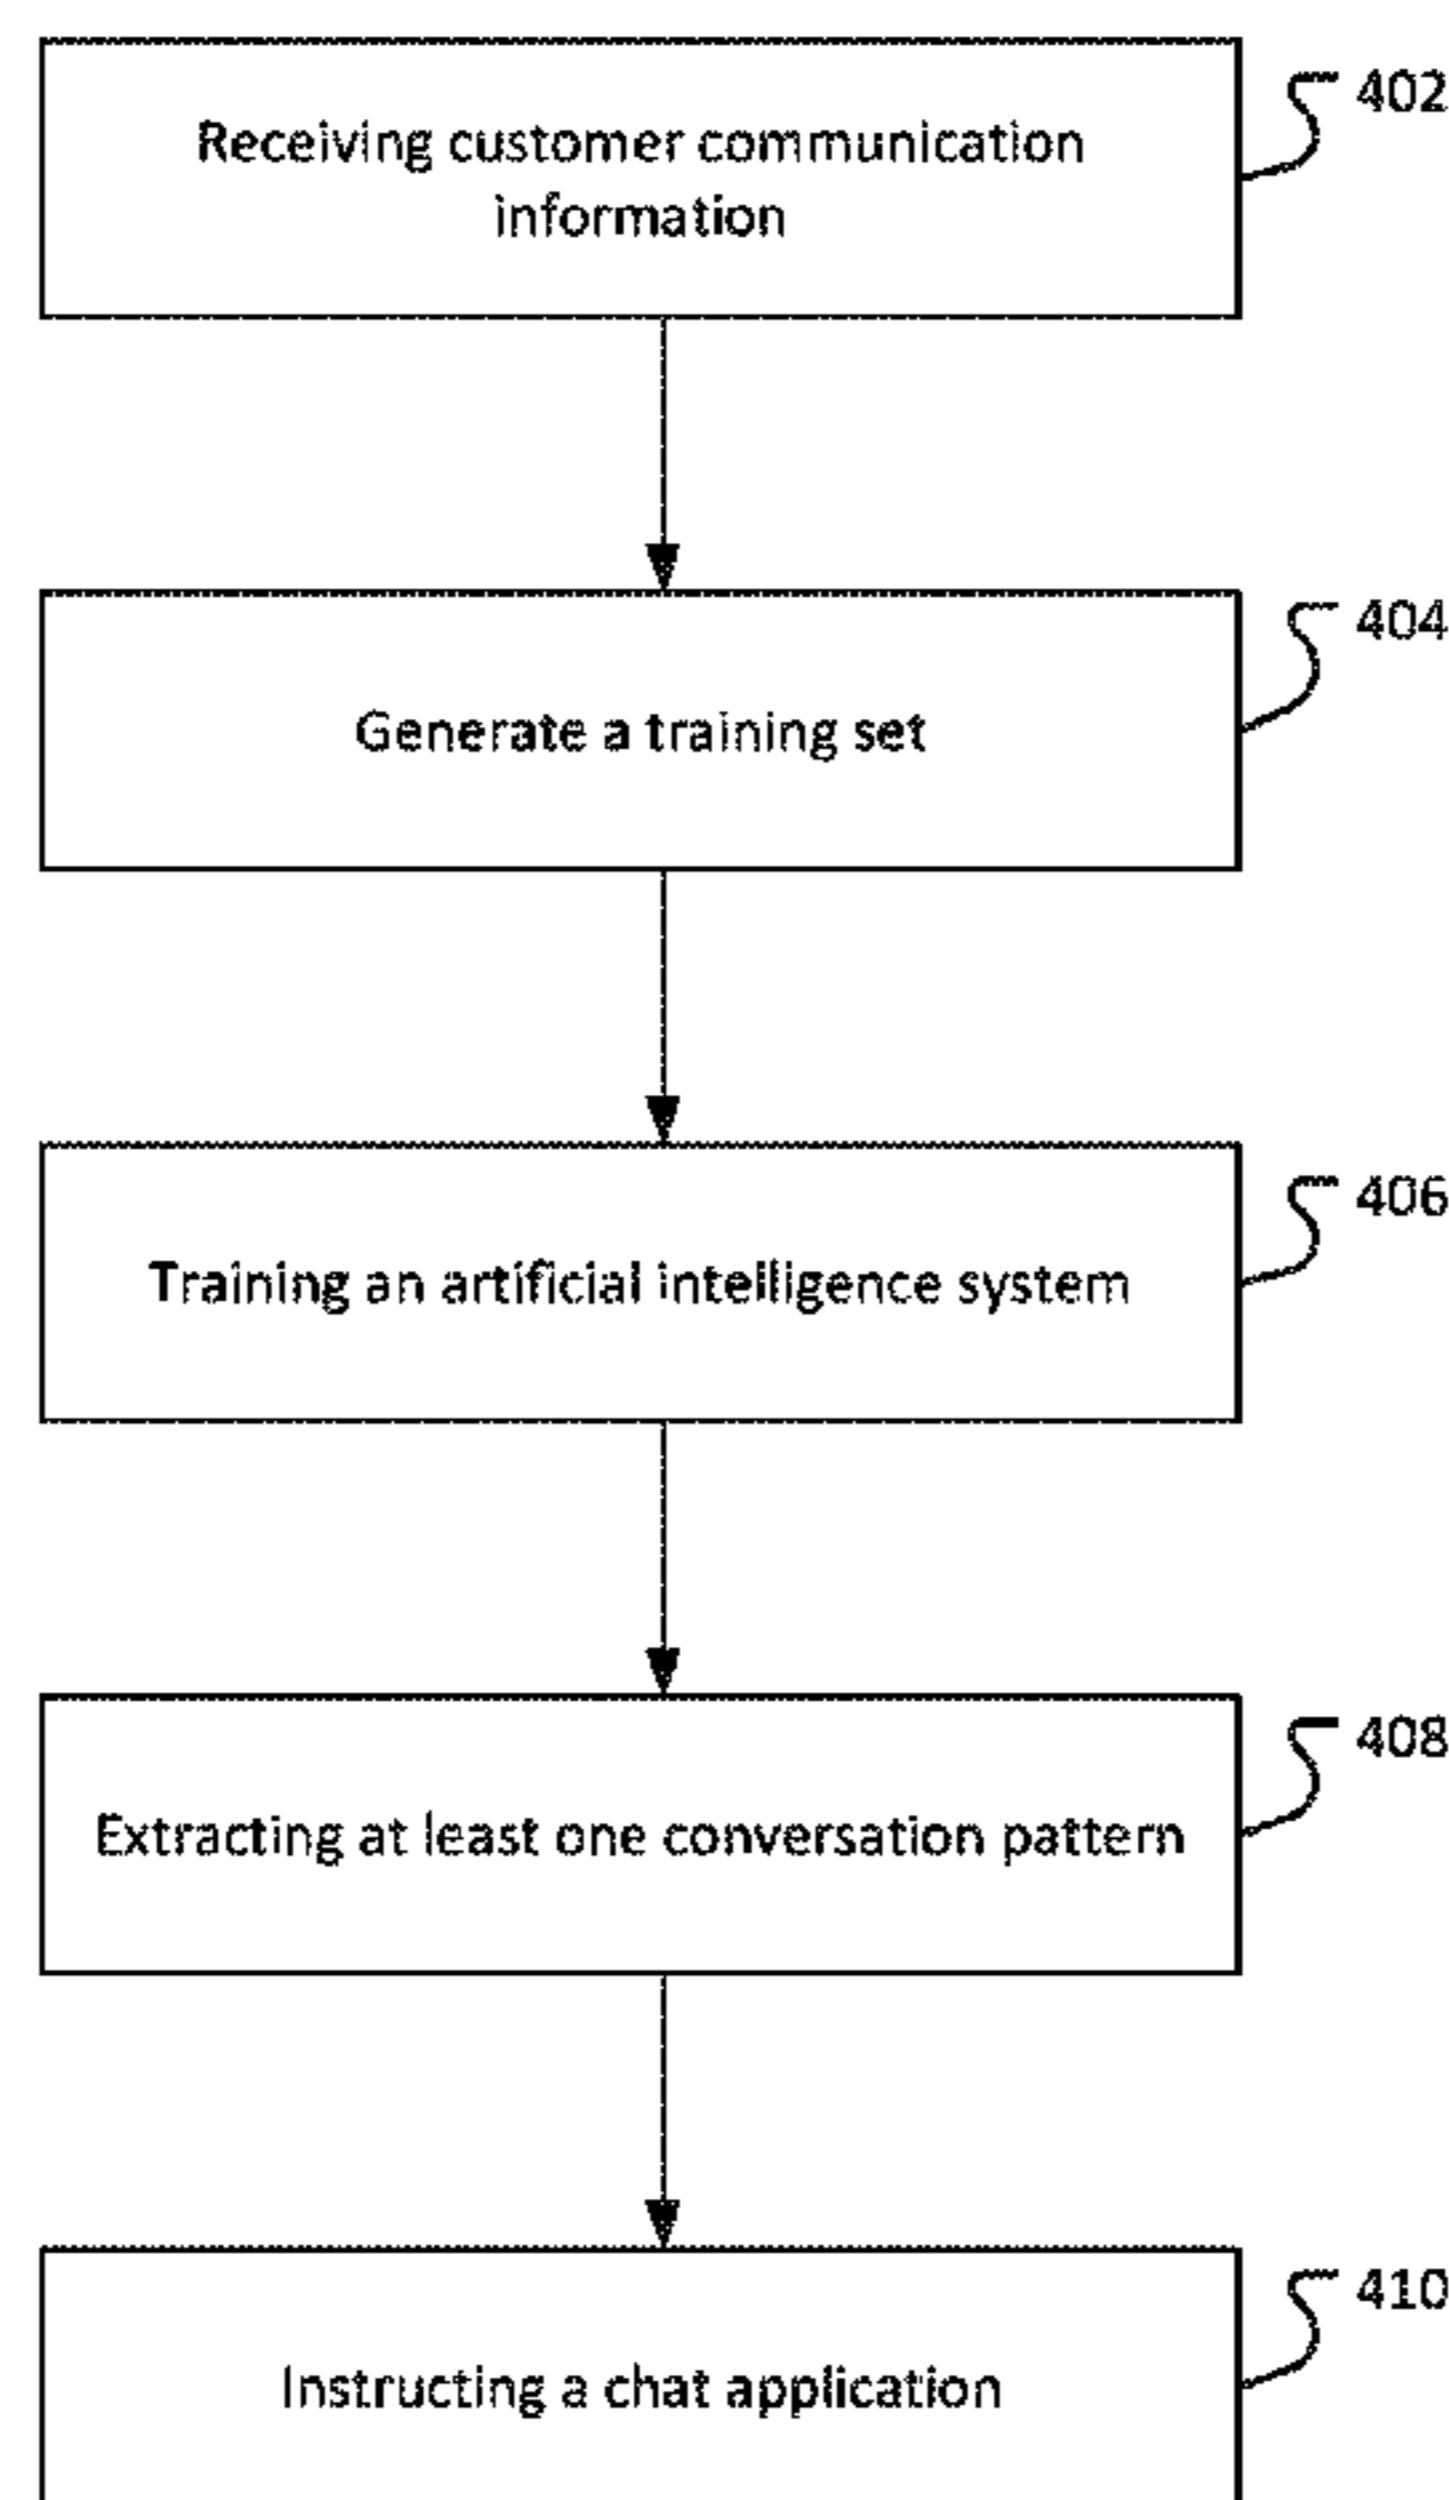 Receiving customer communication
information
402
Generate a training set
404
Training an artificial intelligence system
406
Extracting at least one conversation pattern
408
Instructing a chat application
410